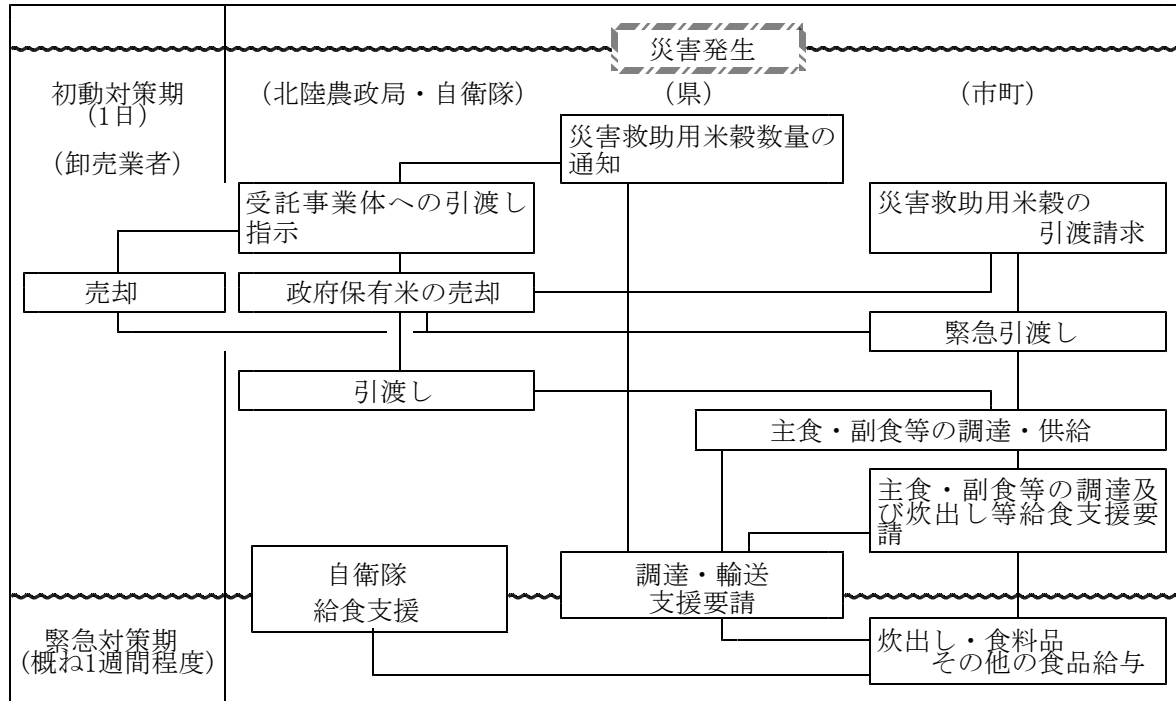 災害発生
初動対策期
(1日)
(北陸農政局・自衛隊)
(県)
(市町)
(卸売業者)
災害救助用米穀数量の
通知
受託事業体への引渡し
指示
災害救助用米穀の
引渡請求
売却
政府保有米の売却
緊急引渡し
引渡し
主食・副食等の調達・供給
主食・副食等の調達及
び炊出し等給食支援要
請
自衛隊
給食支援
調達・輸送
支援要請
緊急対策期
(概ね1週間程度)
炊出し・食料品
その他の食品給与